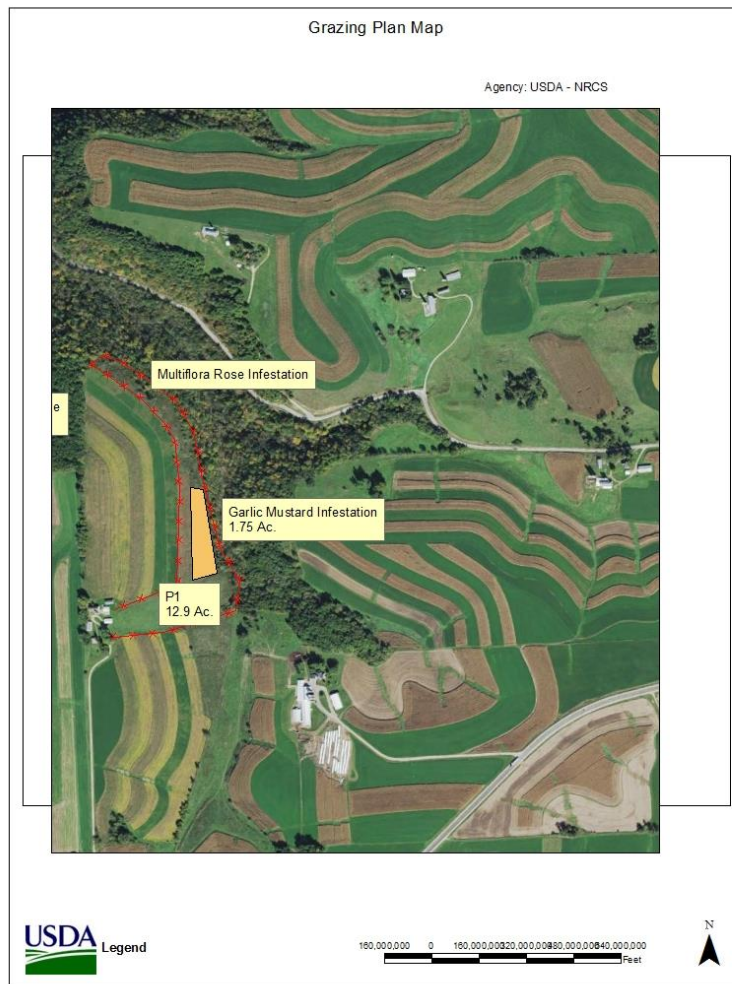 Grazing Plan Map
Agency: USDA - NRCS
Multiflora Rose Infestation
e
Garlic Mustard Infestation
1.75 Ac.
P1
12.9 Ac.
USDA
Legend
N
160,000,000 0 160,000,000
Feet